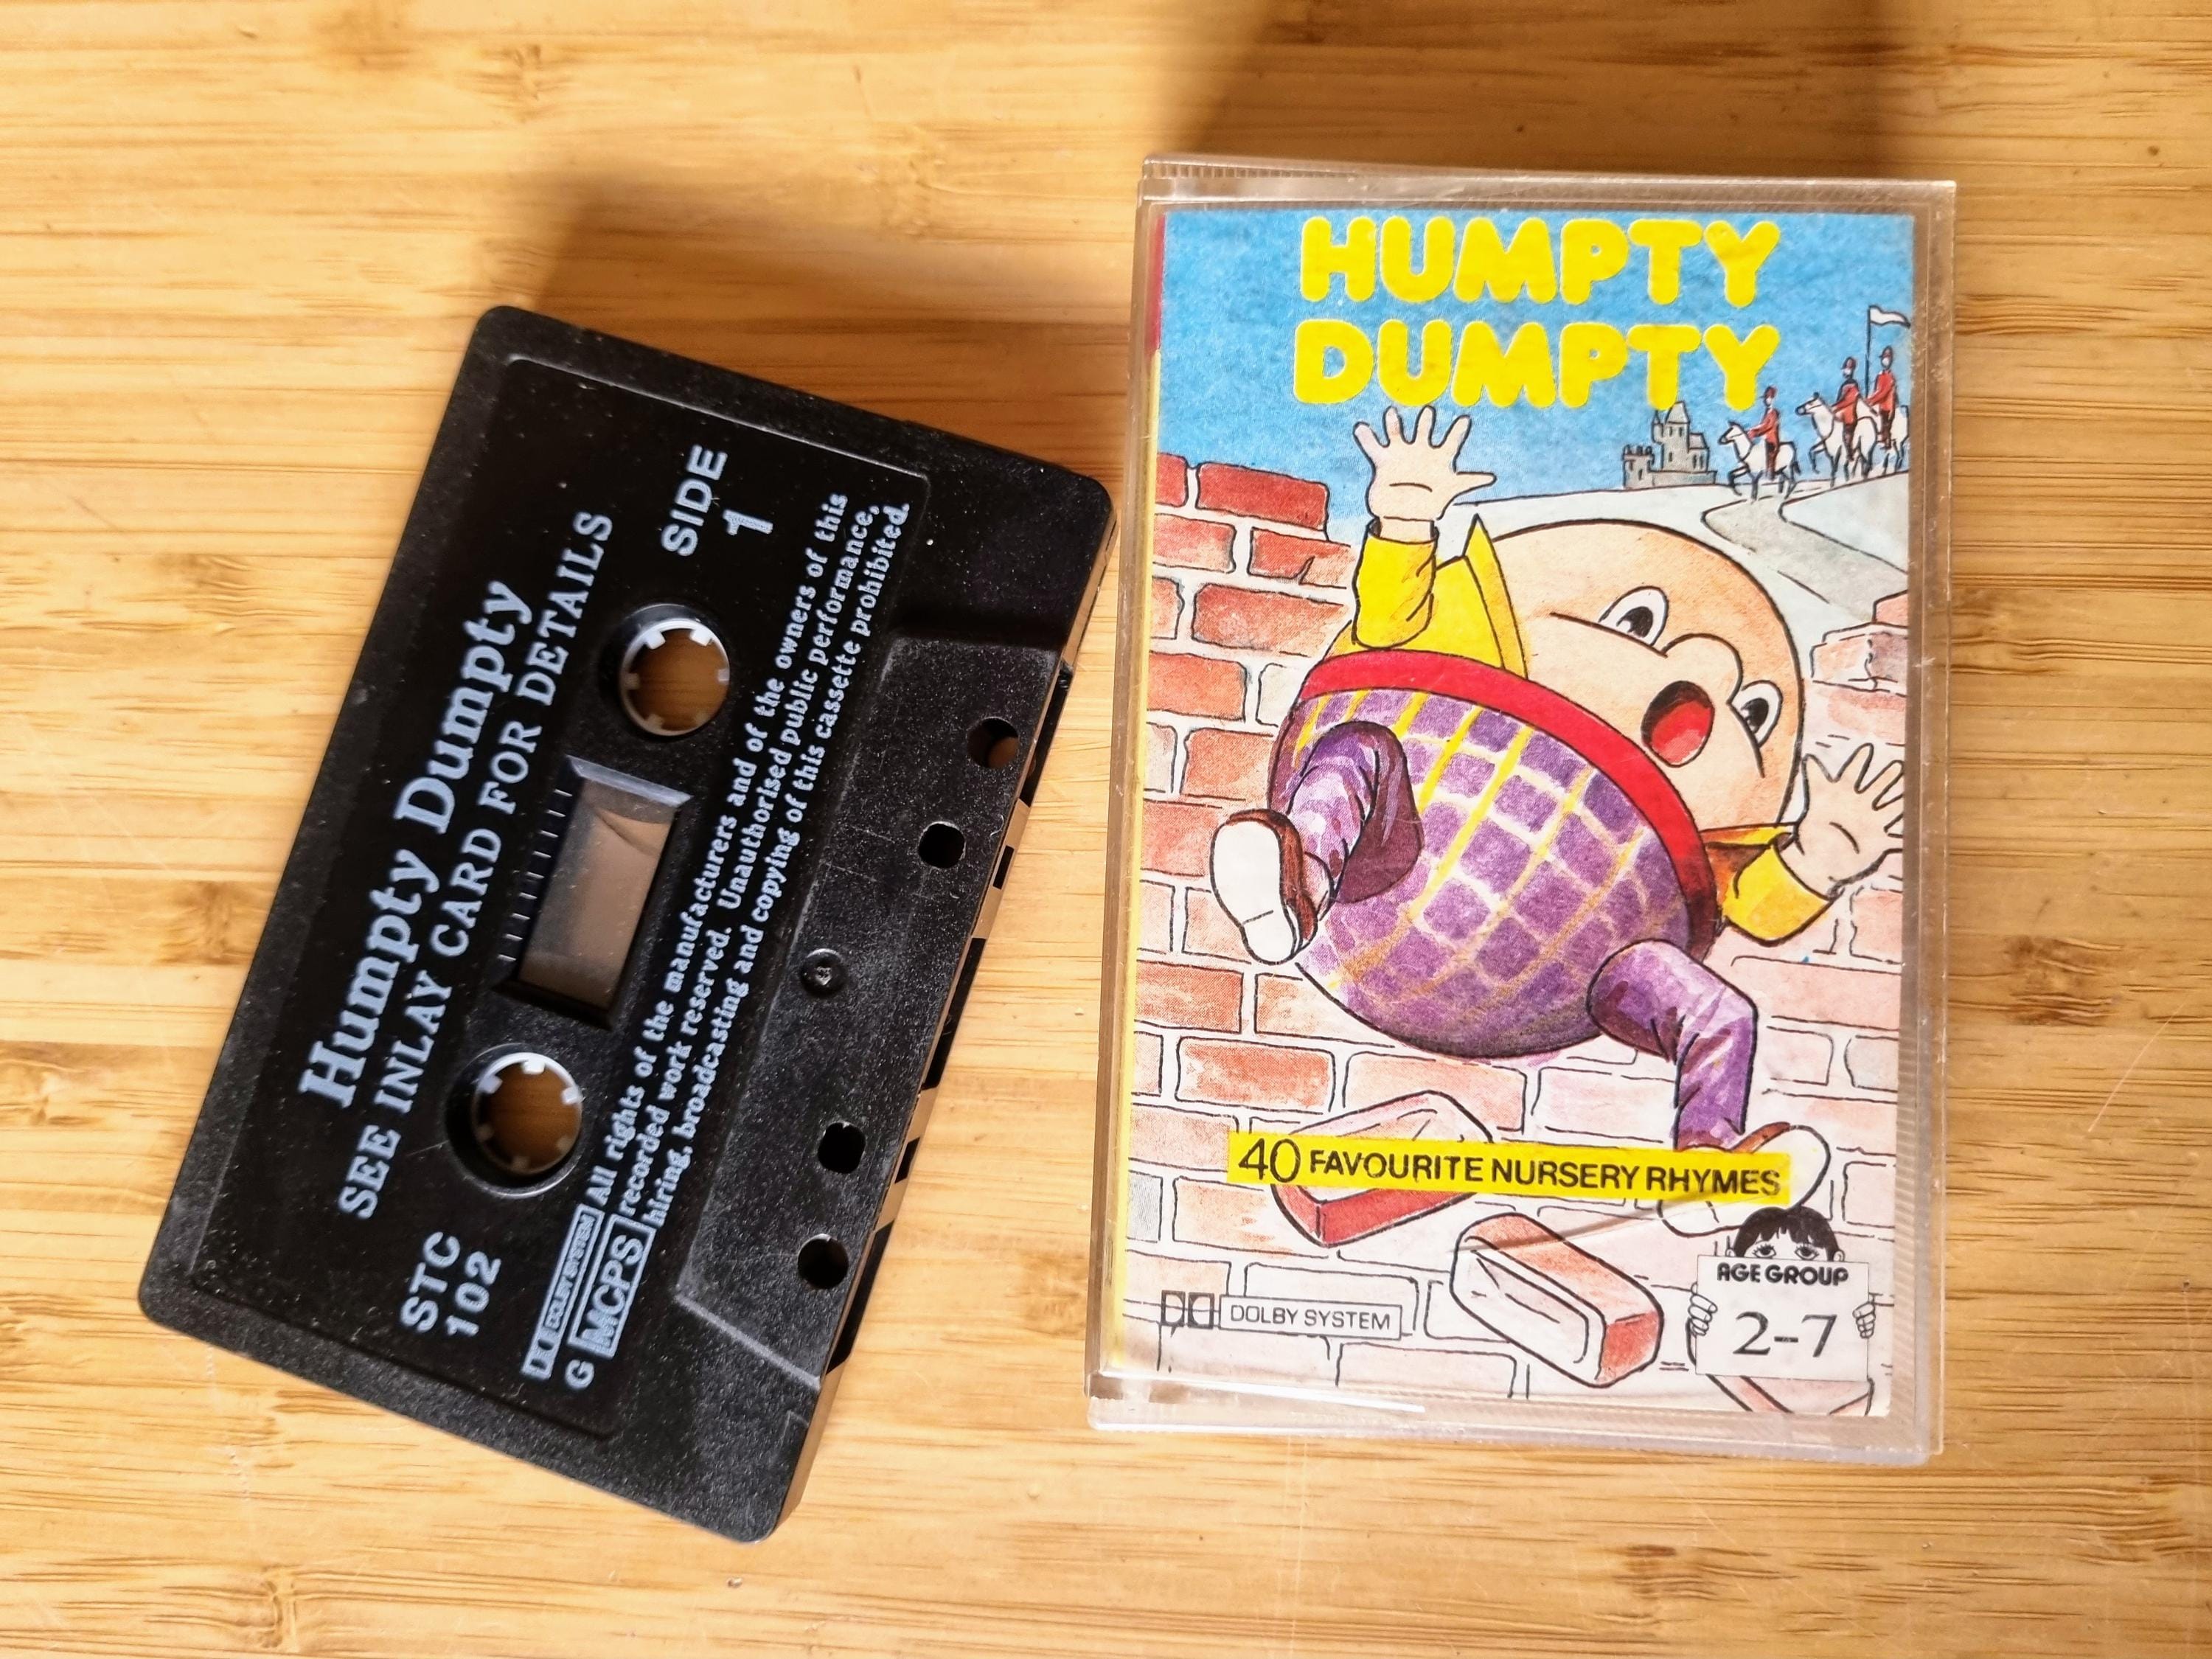 Humpty Dumpty
SEE INLAY CARD FOR DETAILS
SIDE
1
STC
102
DOLBY SYSTEM
G MCPS
All rights of the manufacturers and of the owners of this
recorded work reserved. Unauthorised public performance,
hiring, broadcasting and copying of this cassette prohibited.
HUMPTY
DUMPTY
40 FAVOURITE NURSERY RHYMES
DOLBY SYSTEM
AGE GROUP
2-7